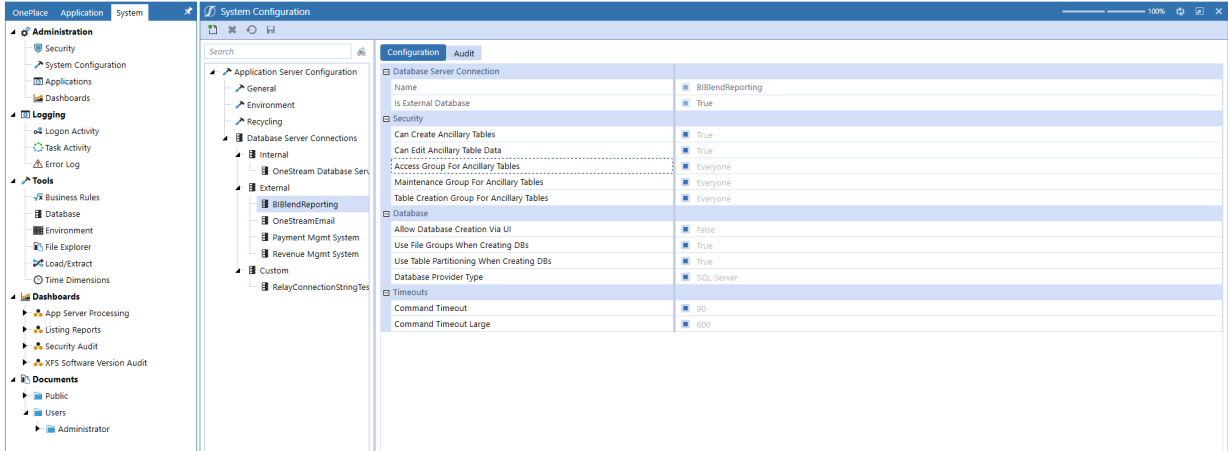 OnePlace Application System
Administration
Security
System Configuration
Applications
Dashboards
Logging
Logon Activity
Task Activity
Error Log
Tools
Business Rules
Database
Environment
File Explorer
Load/Extract
Time Dimensions
Dashboards
App Server Processing
Listing Reports
Security Audit
XFS Software Version Audit
Documents
Public
Users
Administrator
System Configuration
100%
Search
Application Server Configuration
General
Environment
Recycling
Database Server Connections
Internal
OneStream Database Serv
External
BIBlendReporting
OneStreamEmail
Payment Mgmt System
Revenue Mgmt System
Custom
RelayConnectionStringTes
Configuration Audit
Database Server Connection
Name BIBlendReporting
Is External Database True
Security
Can Create Ancillary Tables True
Can Edit Ancillary Table Data True
Access Group For Ancillary Tables Everyone
Maintenance Group For Ancillary Tables Everyone
Table Creation Group For Ancillary Tables Everyone
Database
Allow Database Creation Via UI False
Use File Groups When Creating DBs True
Use Table Partitioning When Creating DBs True
Database Provider Type SQL Server
Timeouts
Command Timeout 90
Command Timeout Large 600